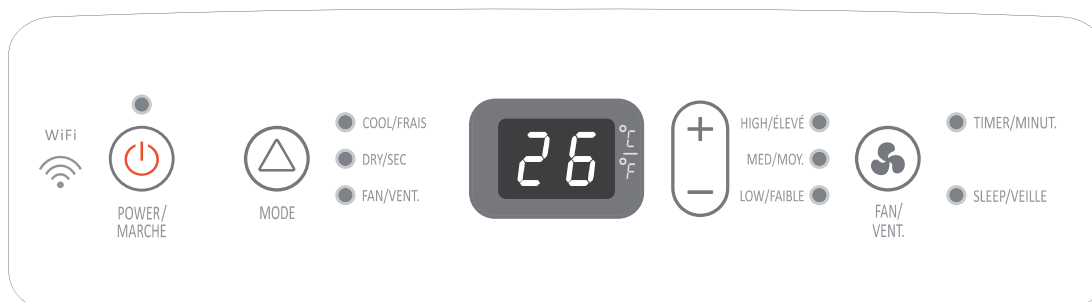 WiFi
POWER/
MARCHE
MODE
COOL/FRAIS
DRY/SEC
FAN/VENT.
26
°C
°F
HIGH/ÉLEVÉ
MED/MOY.
LOW/FAIBLE
FAN/
VENT.
TIMER/MINUT.
SLEEP/VEILLE